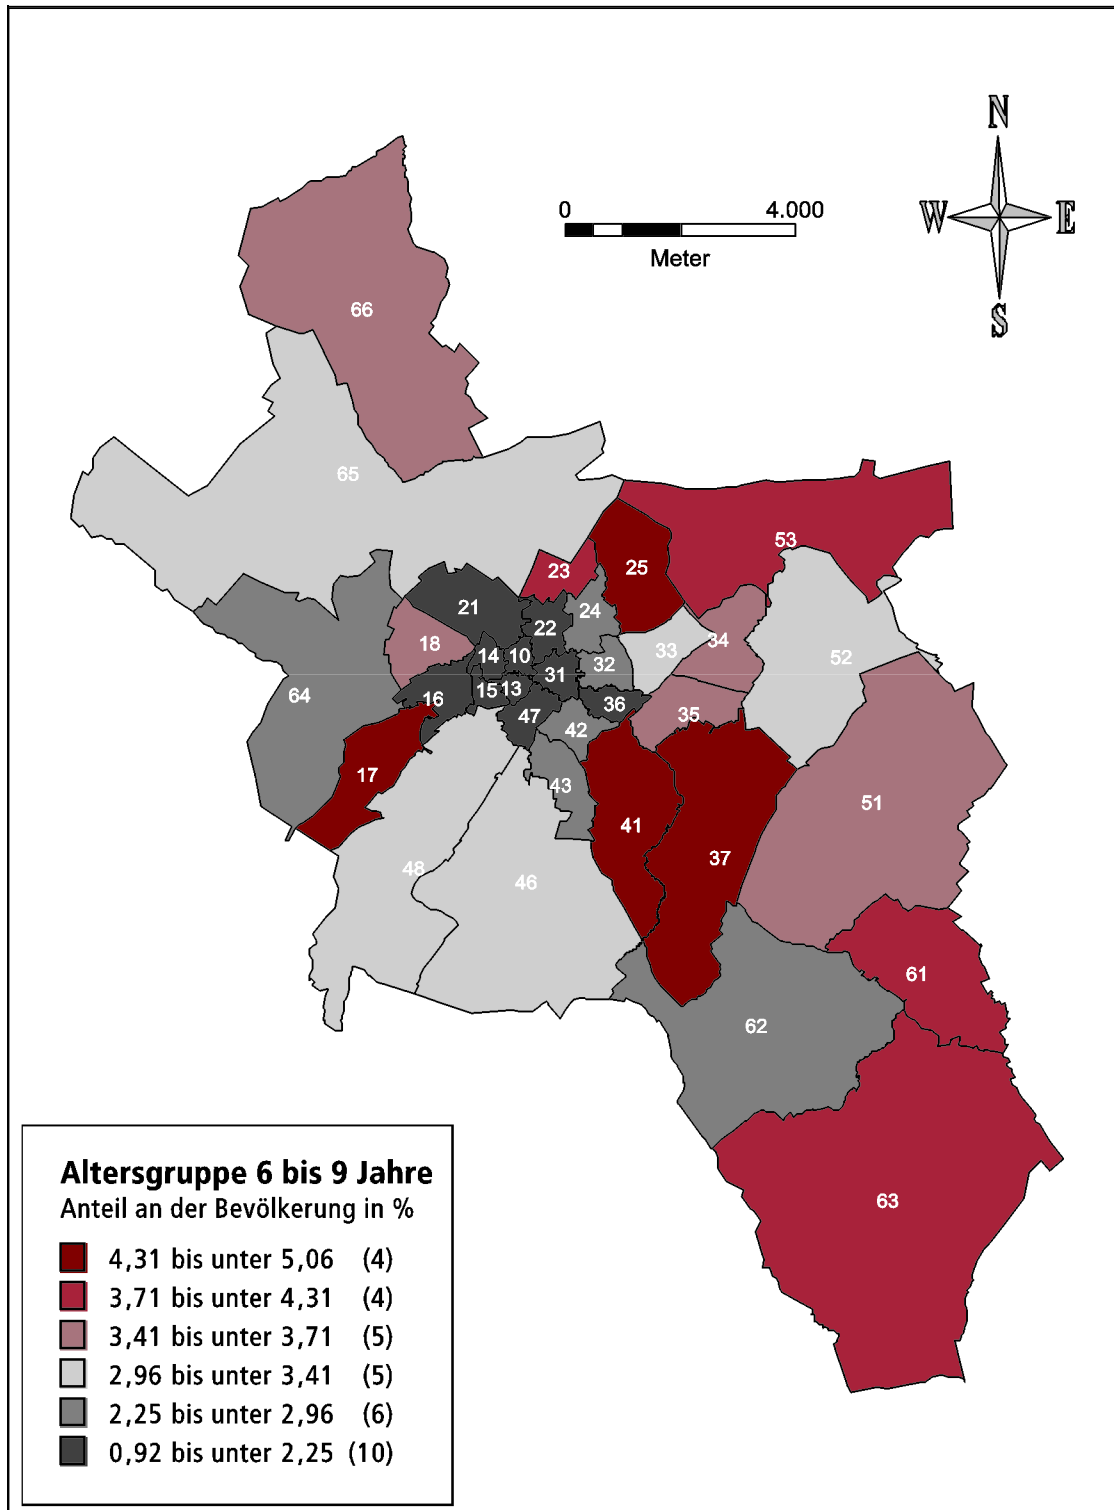 N
0 4.000
W E
Meter
S
66
65
53
25
23
21
24
22
18
34
33
14 10
52
32
31
64
15 13
16
36
47
35
42
17
43
51
41
37
48
46
61
62
63
Altersgruppe 6 bis 9 Jahre
Anteil an der Bevölkerung in %
4,31 bis unter 5,06 (4)
3,71 bis unter 4,31 (4)
3,41 bis unter 3,71 (5)
2,96 bis unter 3,41 (5)
2,25 bis unter 2,96 (6)
0,92 bis unter 2,25 (10)